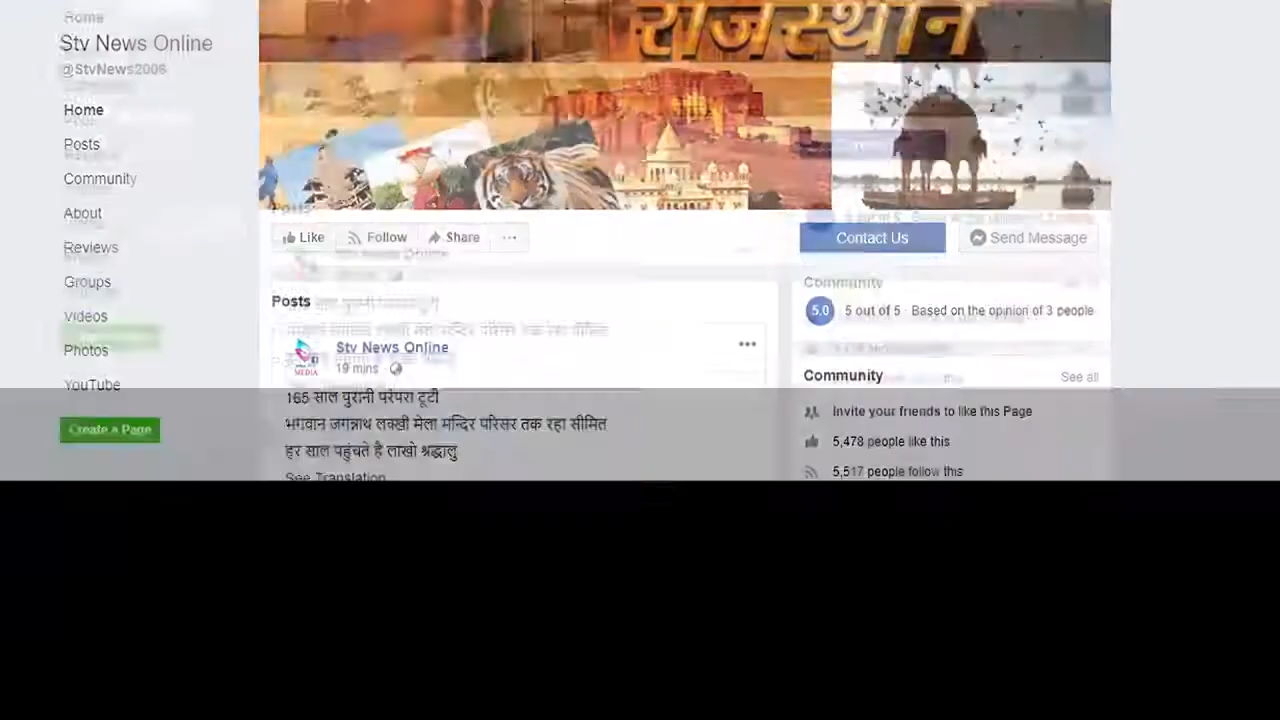 राजस्थान
Home
Stv News Online
@StvNews2006
Home
Posts
Community
About
Reviews
Groups
Videos
Photos
YouTube
Create a Page
Like
Follow
Share
Contact Us
Send Message
Posts
Stv News Online
19 mins
MEDIA
165 साल पुरानी परंपरा टूटी
भगवान जगन्नाथ लक्खी मेला मन्दिर परिसर तक रहा सीमित
हर साल पहुंचते है लाखो श्रद्धालु
See Translation
Community
5.0
5 out of 5 · Based on the opinion of 3 people
Community
See all
Invite your friends to like this Page
5,478 people like this
5,517 people follow this